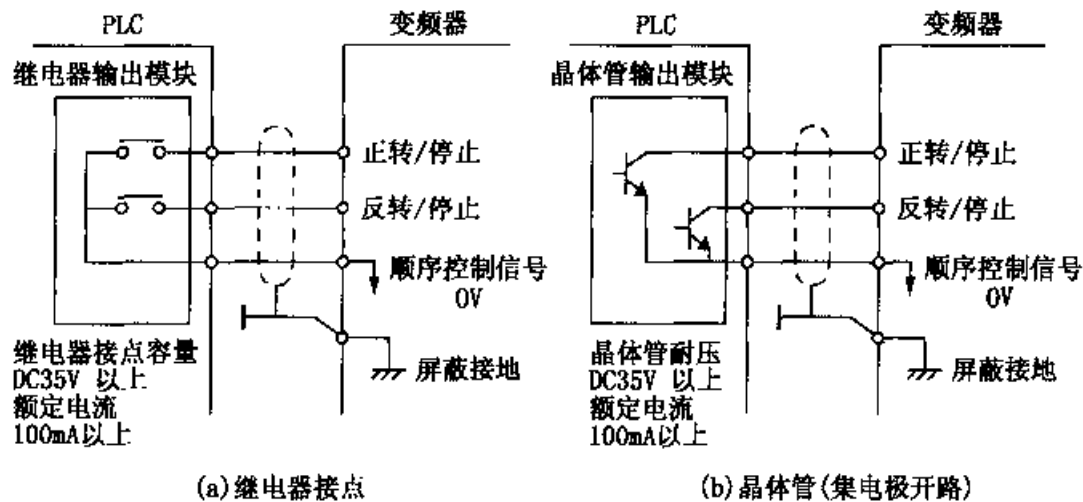 PLC
变频器
继电器输出模块
正转/停止
反转/停止
顺序控制信号
0V
继电器接点容量
DC35V 以上
额定电流
100mA以上
屏蔽接地
(a)继电器接点
PLC
变频器
晶体管输出模块
正转/停止
反转/停止
顺序控制信号
0V
晶体管耐压
DC35V 以上
额定电流
100mA以上
屏蔽接地
(b)晶体管(集电极开路)